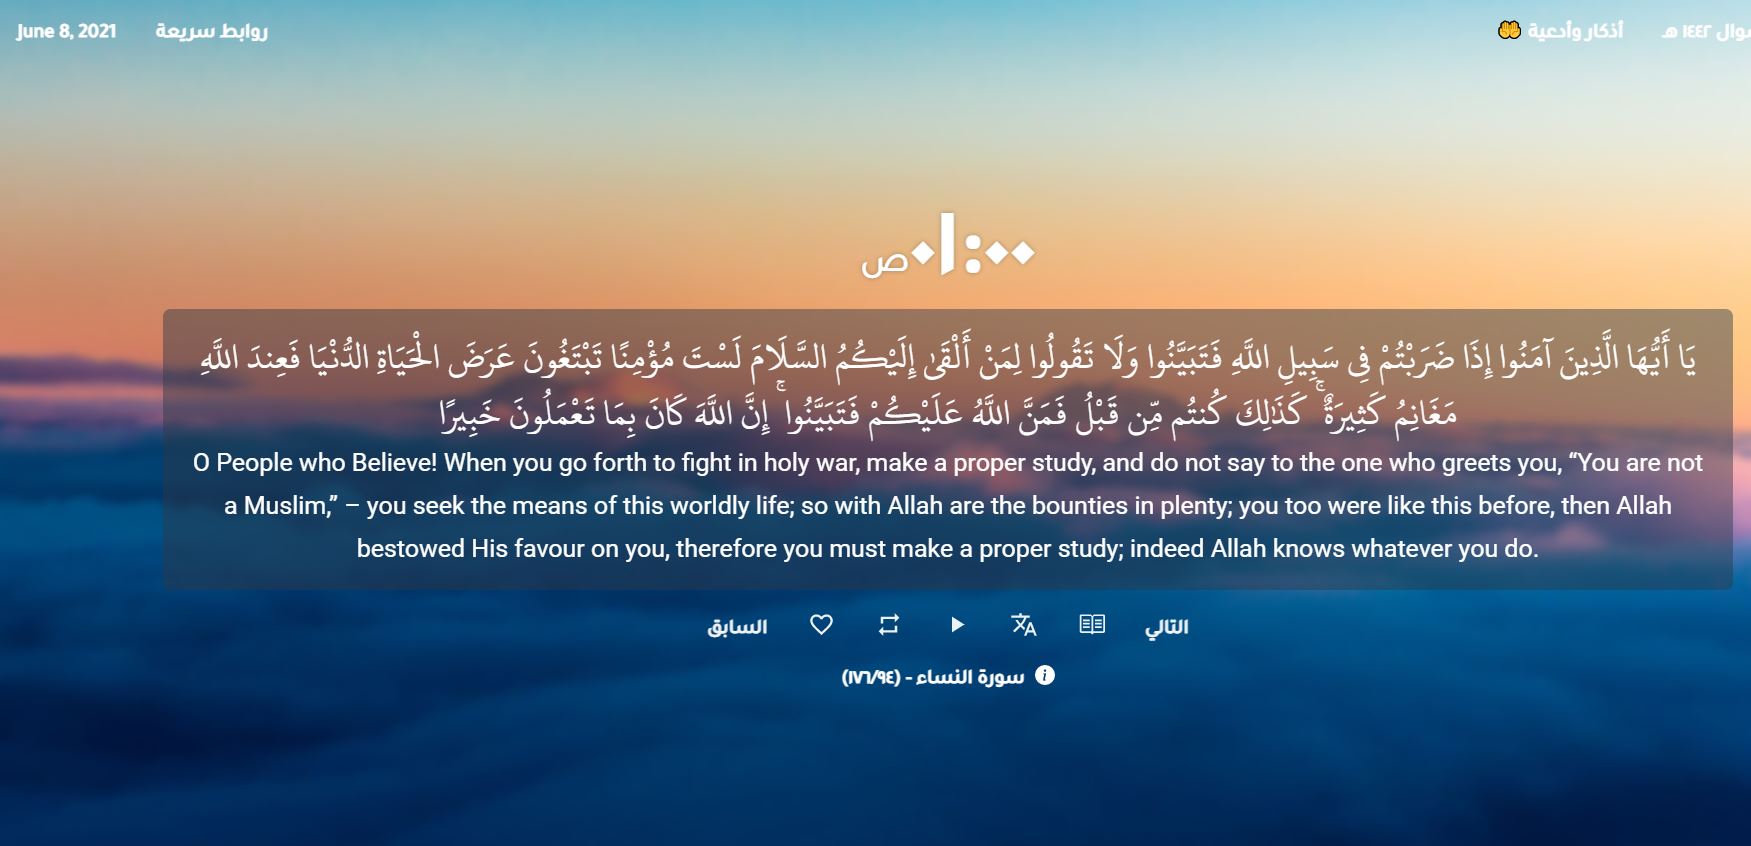 June 8, 2021
روابط سريعة
أذكار وأدعية 🤲
١٤٤٢ هـ
٠١:٠٠ص
يَا أَيُّهَا الَّذِينَ آمَنُوا إِذَا ضَرَبْتُمْ فِي سَبِيلِ اللَّهِ فَتَبَيَّنُوا وَلَا تَقُولُوا لِمَنْ أَلْقَىٰ إِلَيْكُمُ السَّلَامَ لَسْتَ مُؤْمِنًا تَبْتَغُونَ عَرَضَ الْحَيَاةِ الدُّنْيَا فَعِندَ اللَّهِ
مَغَانِمُ كَثِيرَةٌ ۚ كَذَٰلِكَ كُنتُم مِّن قَبْلُ فَمَنَّ اللَّهُ عَلَيْكُمْ فَتَبَيَّنُوا ۚ إِنَّ اللَّهَ كَانَ بِمَا تَعْمَلُونَ خَبِيرًا
O People who Believe! When you go forth to fight in holy war, make a proper study, and do not say to the one who greets you, “You are not
a Muslim,” – you seek the means of this worldly life; so with Allah are the bounties in plenty; you too were like this before, then Allah
bestowed His favour on you, therefore you must make a proper study; indeed Allah knows whatever you do.
التالي
السابق
سورة النساء - (١٧٦/٩٤)